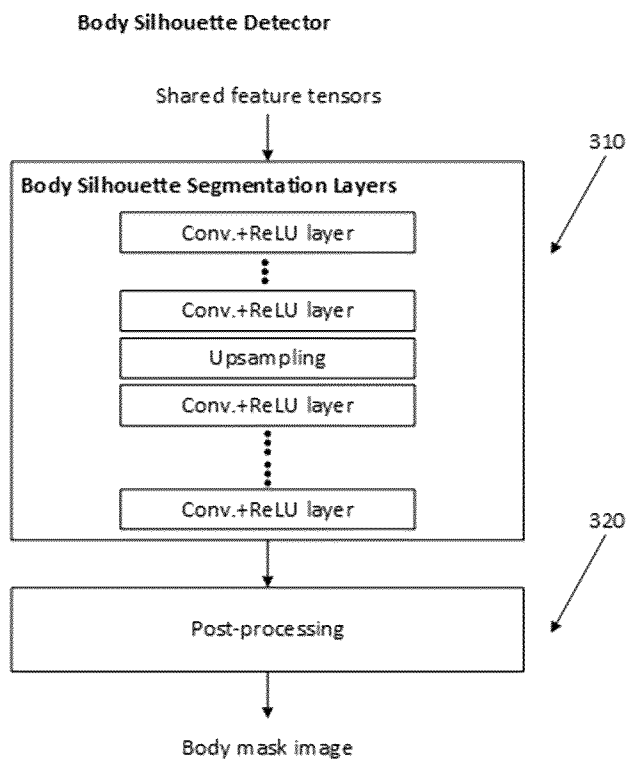 Body Silhouette Detector
Shared feature tensors
310
Body Silhouette Segmentation Layers
Conv.+ReLU layer
Conv.+ReLU layer
Upsampling
Conv.+ReLU layer
Conv.+ReLU layer
320
Post-processing
Body mask image